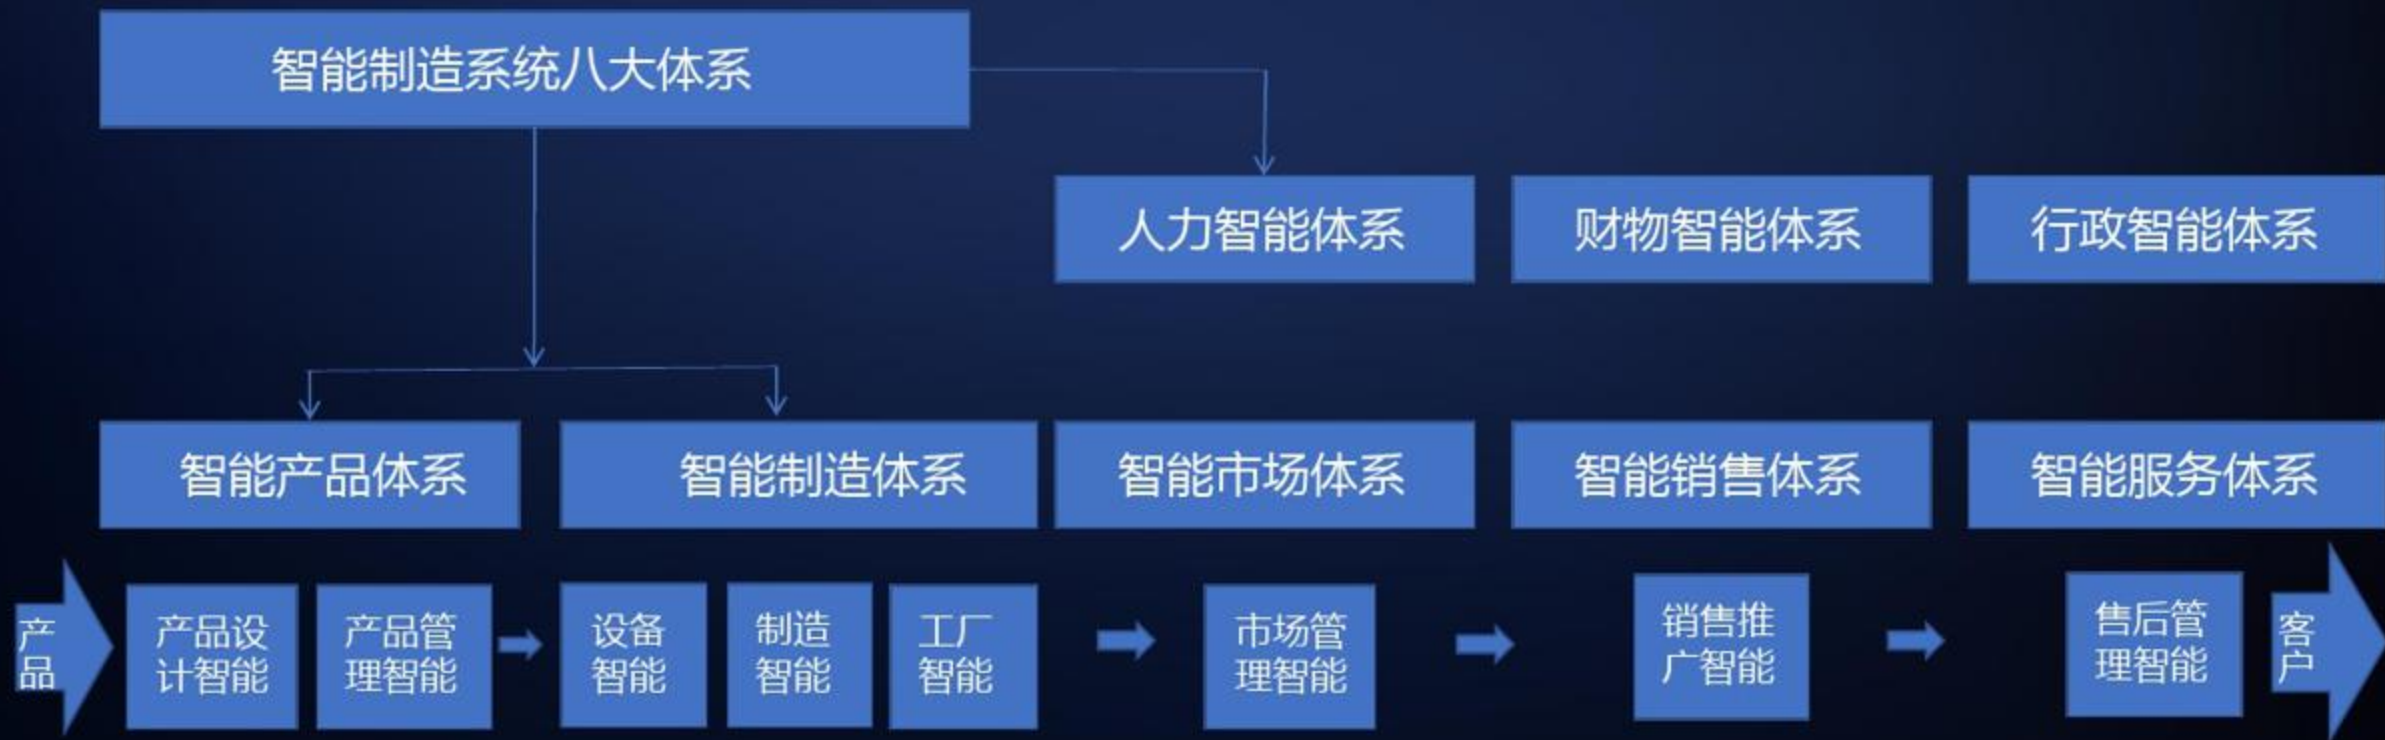 智能制造系统八大体系
人力智能体系
财物智能体系
行政智能体系
智能产品体系
智能制造体系
智能市场体系
智能销售体系
智能服务体系
产
品
产品设
计智能
产品管
理智能
设备
智能
制造
智能
工厂
智能
市场管
理智能
销售推
广智能
售后管
理智能
客
户